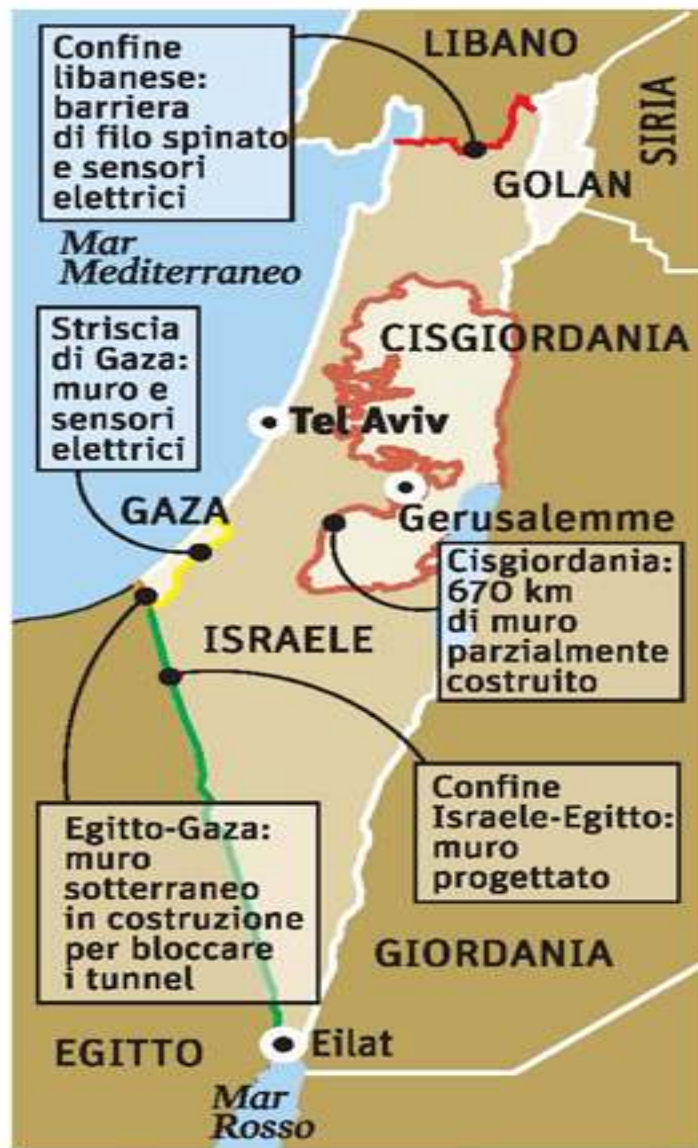 Confine
libanese:
barriera
di filo spinato
e sensori
elettrici
LIBANO
SIRIA
GOLAN
Mar
Mediterraneo
Striscia
di Gaza:
muro e
sensori
elettrici
CISGIORDANIA
Tel Aviv
GAZA
Gerusalemme
Cisgiordania:
670 km
di muro
parzialmente
costruito
ISRAELE
Confine
Israele-Egitto:
muro
progettato
Egitto-Gaza:
muro
sotterraneo
in costruzione
per bloccare
i tunnel
GIORDANIA
EGITTO
Eilat
Mar
Rosso